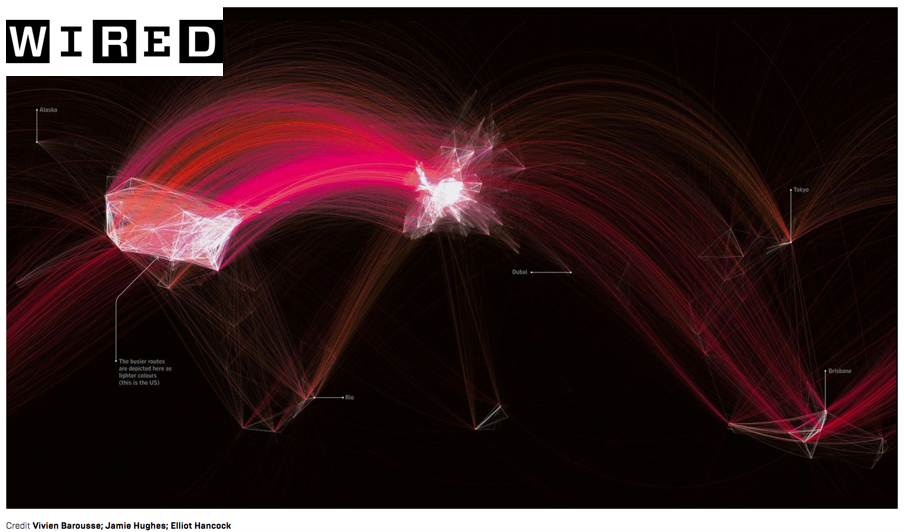 WIRED
Alaska
Tokyo
Dubai
The busier routes
are depicted here as
lighter colours
(this is the US)
Brisbane
Rio
Credit Vivien Barousse; Jamie Hughes; Elliot Hancock